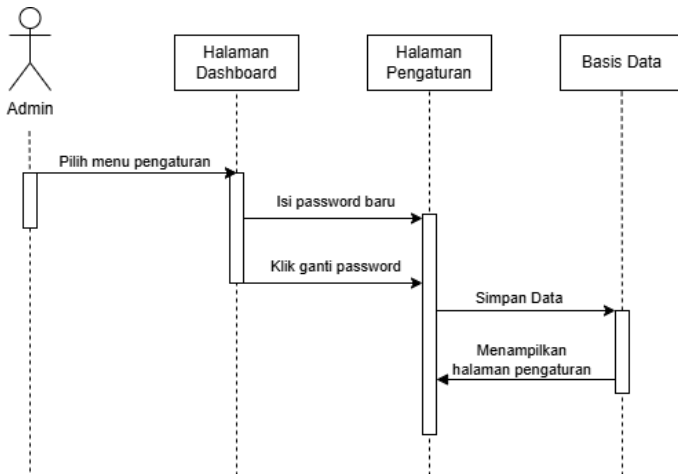 Halaman
Dashboard
Halaman
Pengaturan
Basis Data
Admin
Pilih menu pengaturan
Isi password baru
Klik ganti password
Simpan Data
Menampilkan
halaman pengaturan